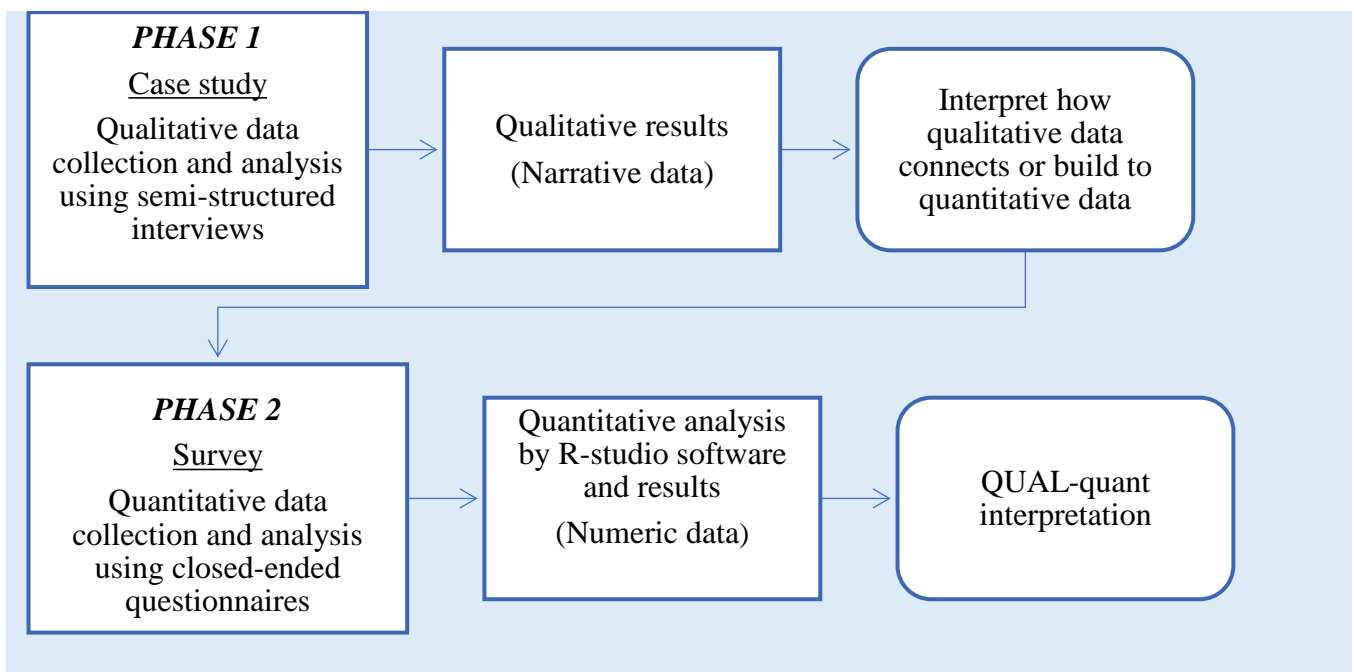 PHASE 1
Case study
Qualitative data
collection and analysis
using semi-structured
interviews
Qualitative results
(Narrative data)
Interpret how
qualitative data
connects or build to
quantitative data
PHASE 2
Survey
Quantitative data
collection and analysis
using closed-ended
questionnaires
Quantitative analysis
by R-studio software
and results
(Numeric data)
QUAL-quant
interpretation